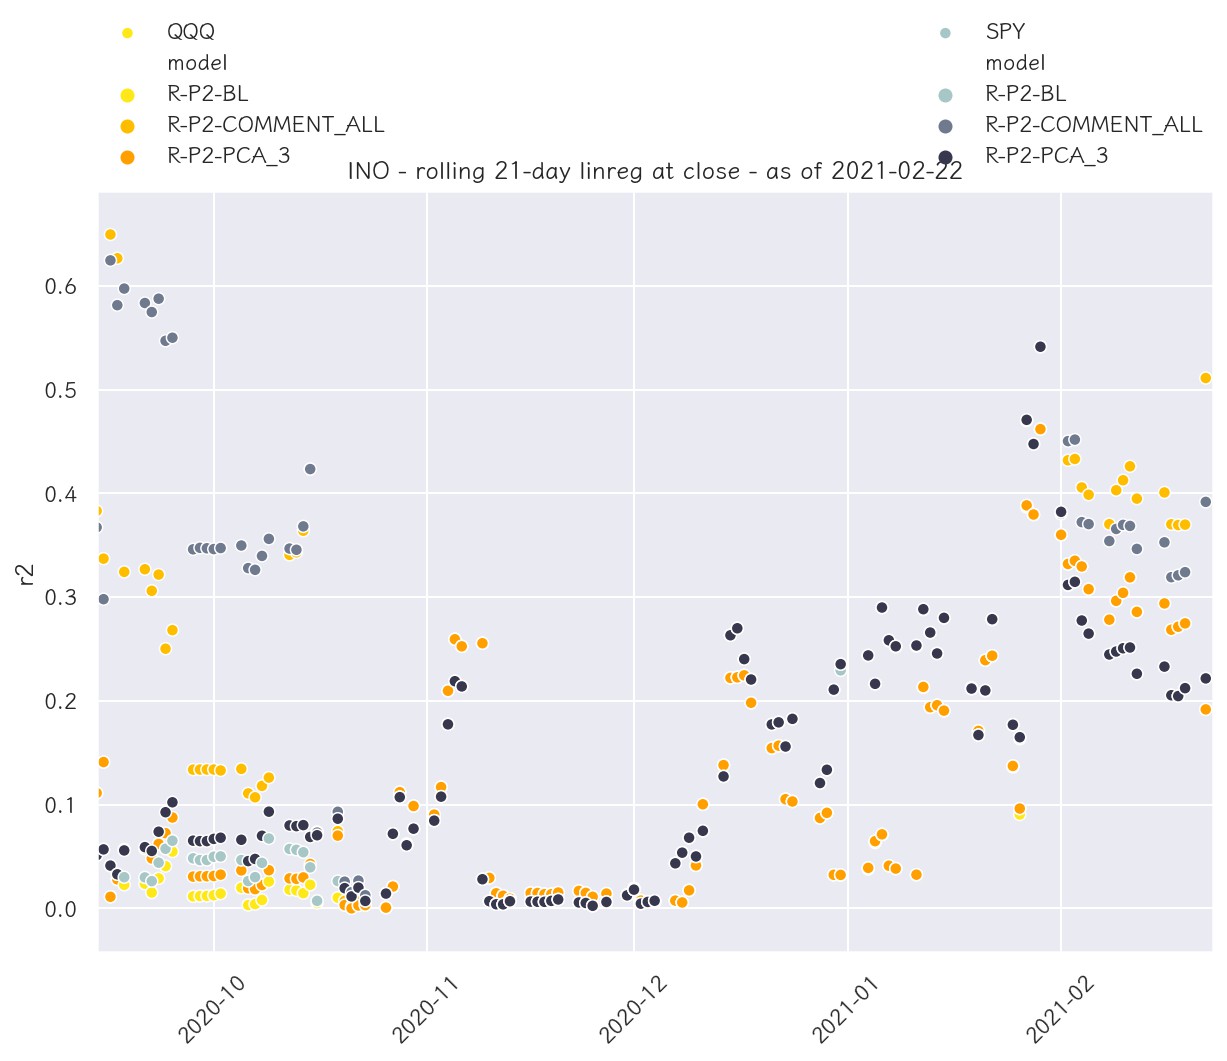 QQQ
model
R-P2-BL
R-P2-COMMENT_ALL
R-P2-PCA_3
SPY
model
R-P2-BL
R-P2-COMMENT_ALL
R-P2-PCA_3
INO - rolling 21-day linreg at close - as of 2021-02-22
r2
0.6
0.5
0.4
0.3
0.2
0.1
0.0
2020-10
2020-11
2020-12
2021-01
2021-02